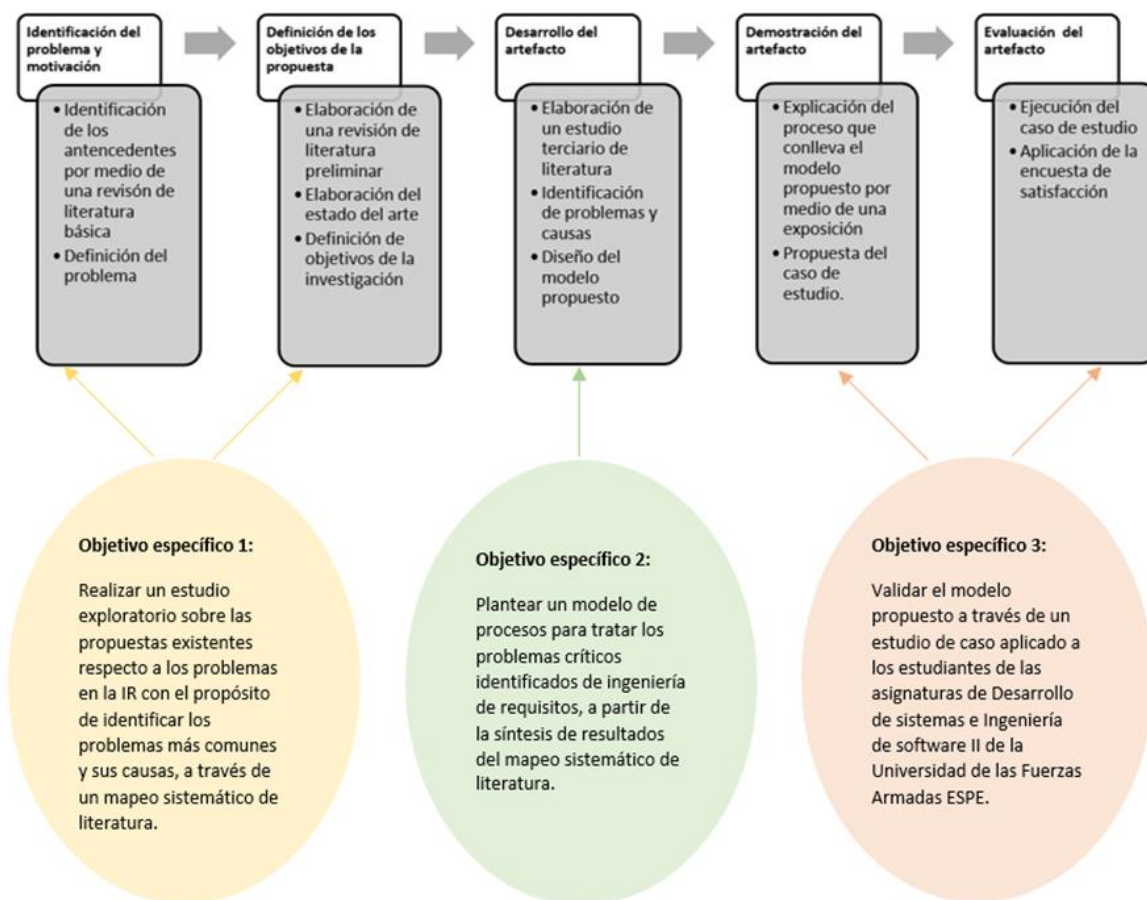 Identificación del
problema y
motivación
Definición de los
objetivos de la
propuesta
Desarrollo del
artefacto
Demostración del
artefacto
Evaluación del
artefacto
• Identificación
de los
antencedentes
por medio de
una revisón de
literatura
básica
• Definición del
problema
• Elaboración de
una revisión de
literatura
preliminar
• Elaboración del
estado del arte
• Definición de
objetivos de la
investigación
• Elaboración de
un estudio
terciario de
literatura
• Identificación
de problemas y
causas
• Diseño del
modelo
propuesto
• Explicación del
proceso que
conlleva el
modelo
propuesto por
medio de una
exposición
• Propuesta del
caso de
estudio.
• Ejecución del
caso de estudio
• Aplicación de la
encuesta de
satisfacción
Objetivo específico 1:
Realizar un estudio
exploratorio sobre las
propuestas existentes
respecto a los problemas
en la IR con el propósito
de identificar los
problemas más comunes
y sus causas, a través de
un mapeo sistemático de
literatura.
Objetivo específico 2:
Plantear un modelo de
procesos para tratar los
problemas críticos
identificados de ingeniería
de requisitos, a partir de
la síntesis de resultados
del mapeo sistemático de
literatura.
Objetivo específico 3:
Validar el modelo
propuesto a través de un
estudio de caso aplicado a
los estudiantes de las
asignaturas de Desarrollo
de sistemas e Ingeniería
de software II de la
Universidad de las Fuerzas
Armadas ESPE.